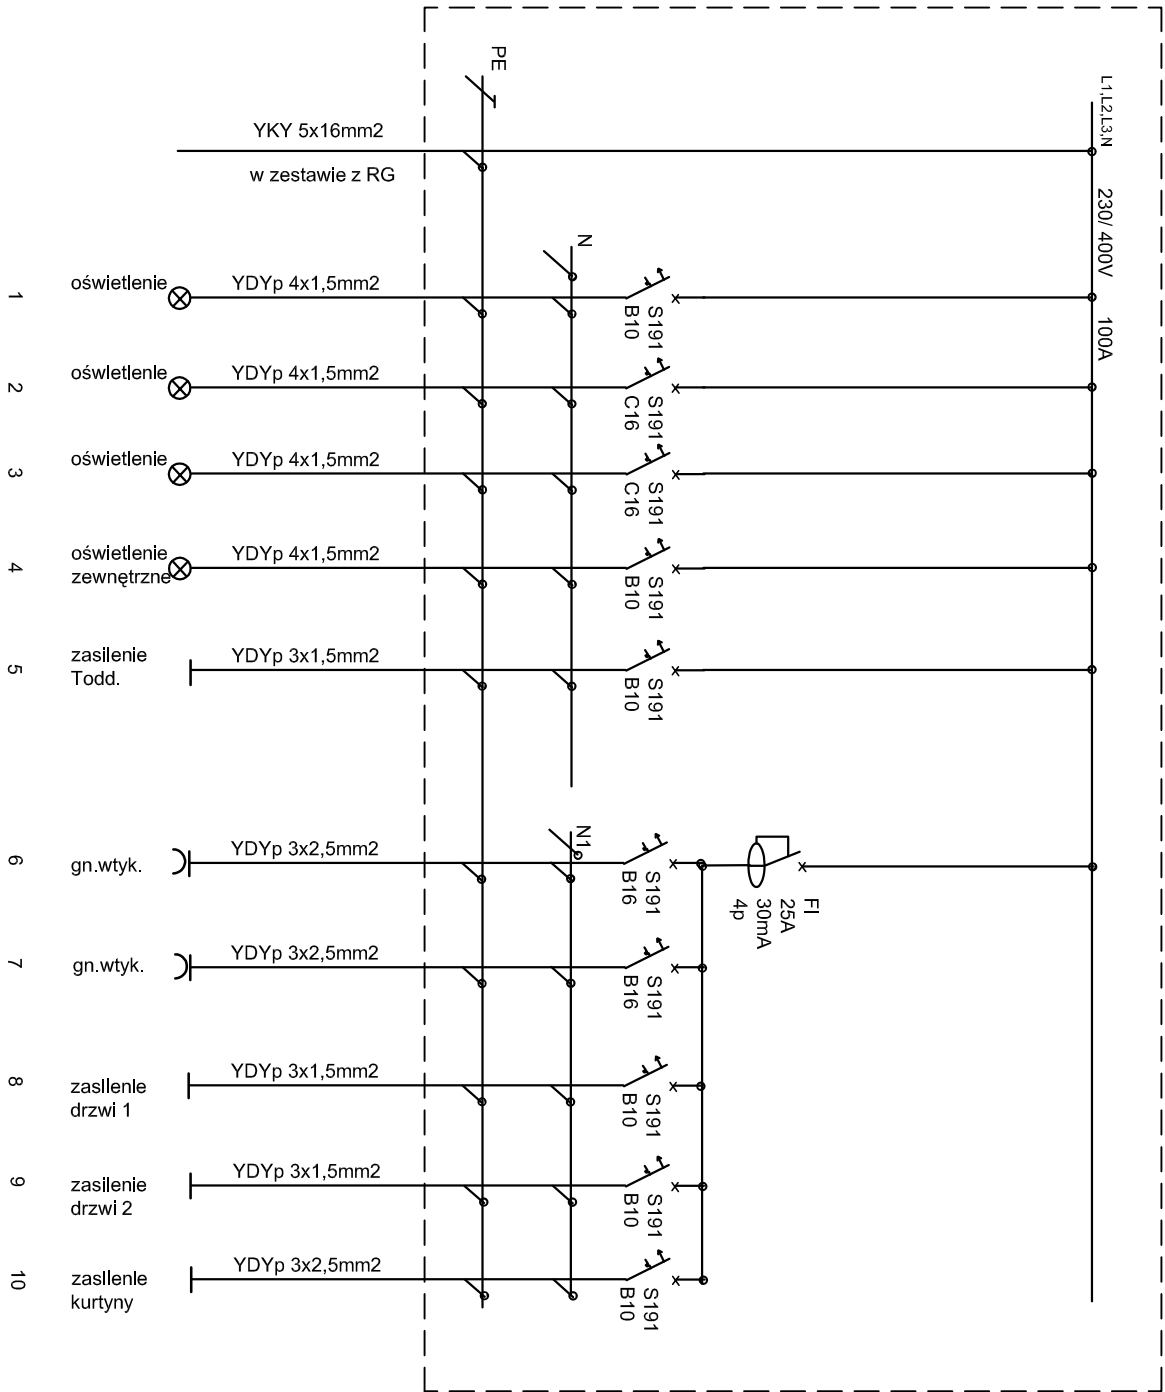 PE
L1,L2,L3,N
230/ 400V 100A
YKY 5x16mm2
w zestawie z RG
N
1
oświetlenie
YDYp 4x1,5mm2
S191
B10
2
oświetlenie
YDYp 4x1,5mm2
S191
C16
3
oświetlenie
YDYp 4x1,5mm2
S191
C16
4
oświetlenie
zewnętrzne
YDYp 4x1,5mm2
S191
B10
5
zasilenie
Todd.
YDYp 3x1,5mm2
S191
B10
N1
6
gn.wtyk.
YDYp 3x2,5mm2
S191
B16
FI
25A
30mA
4p
7
gn.wtyk.
YDYp 3x2,5mm2
S191
B16
8
zasilenie
drzwi 1
YDYp 3x1,5mm2
S191
B10
9
zasilenie
drzwi 2
YDYp 3x1,5mm2
S191
B10
10
zasilenie
kurtyny
YDYp 3x2,5mm2
S191
B10